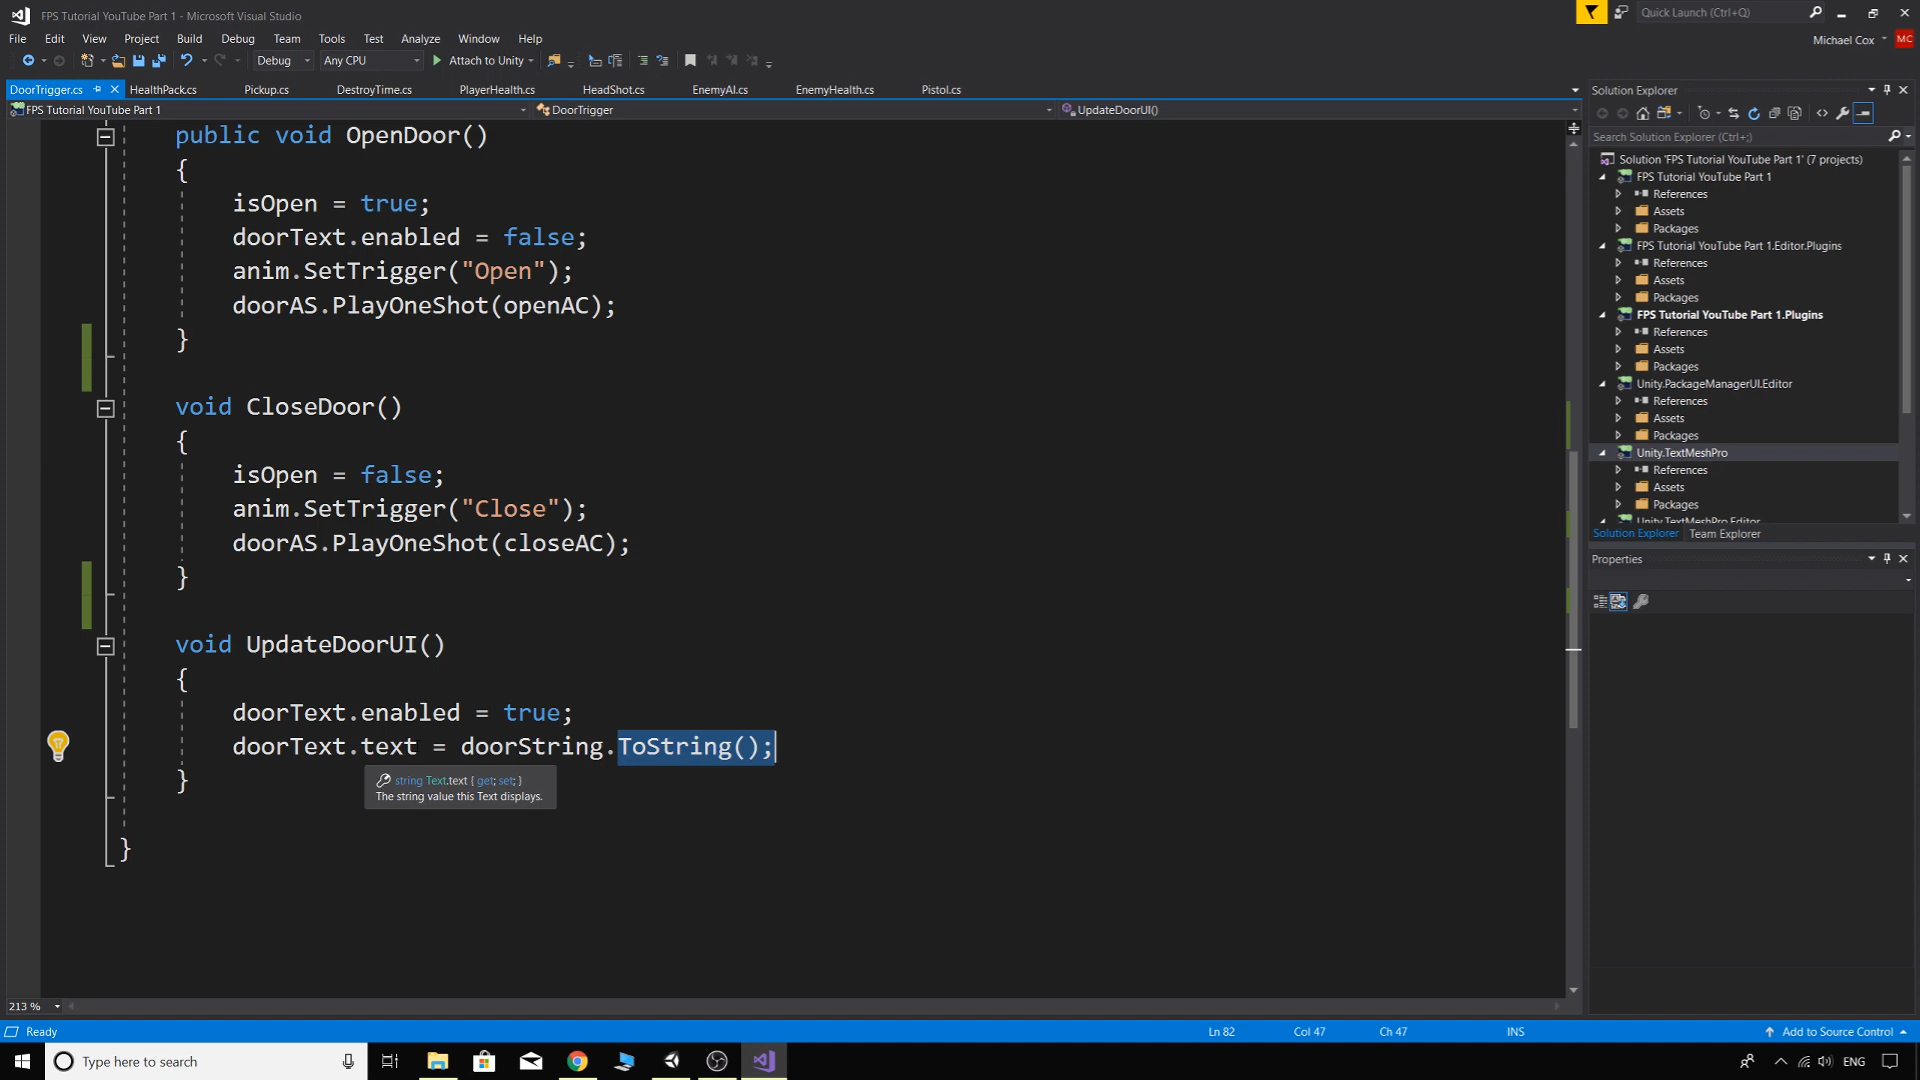 FPS Tutorial YouTube Part 1 - Microsoft Visual Studio
Quick Launch (Ctrl+Q)
File Edit View Project Build Debug Team Tools Test Analyze Window Help
Michael Cox MC
Debug Any CPU Attach to Unity
DoorTrigger.cs HealthPack.cs Pickup.cs DestroyTime.cs PlayerHealth.cs HeadShot.cs EnemyAI.cs EnemyHealth.cs Pistol.cs
FPS Tutorial YouTube Part 1 DoorTrigger UpdateDoorUI()
public void OpenDoor()
{
isOpen = true;
doorText.enabled = false;
anim.SetTrigger("Open");
doorAS.PlayOneShot(openAC);
}
void CloseDoor()
{
isOpen = false;
anim.SetTrigger("Close");
doorAS.PlayOneShot(closeAC);
}
void UpdateDoorUI()
{
doorText.enabled = true;
doorText.text = doorString.ToString();
string Text.text { get; set; }
The string value this Text displays.
}
}
213 %
Solution Explorer
Search Solution Explorer (Ctrl+;)
Solution 'FPS Tutorial YouTube Part 1' (7 projects)
FPS Tutorial YouTube Part 1
References
Assets
Packages
FPS Tutorial YouTube Part 1.Editor.Plugins
References
Assets
Packages
FPS Tutorial YouTube Part 1.Plugins
References
Assets
Packages
Unity.PackageManagerUI.Editor
References
Assets
Packages
Unity.TextMeshPro
References
Assets
Packages
Unity.TextMeshPro.Editor
Solution Explorer Team Explorer
Properties
Ready Ln 82 Col 47 Ch 47 INS Add to Source Control
Type here to search
ENG